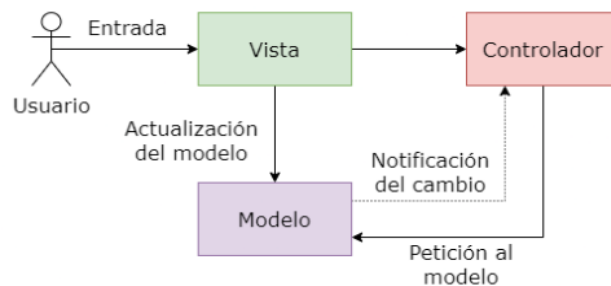 Entrada
Usuario
Vista
Controlador
Actualización
del modelo
Notificación
del cambio
Modelo
Petición al
modelo